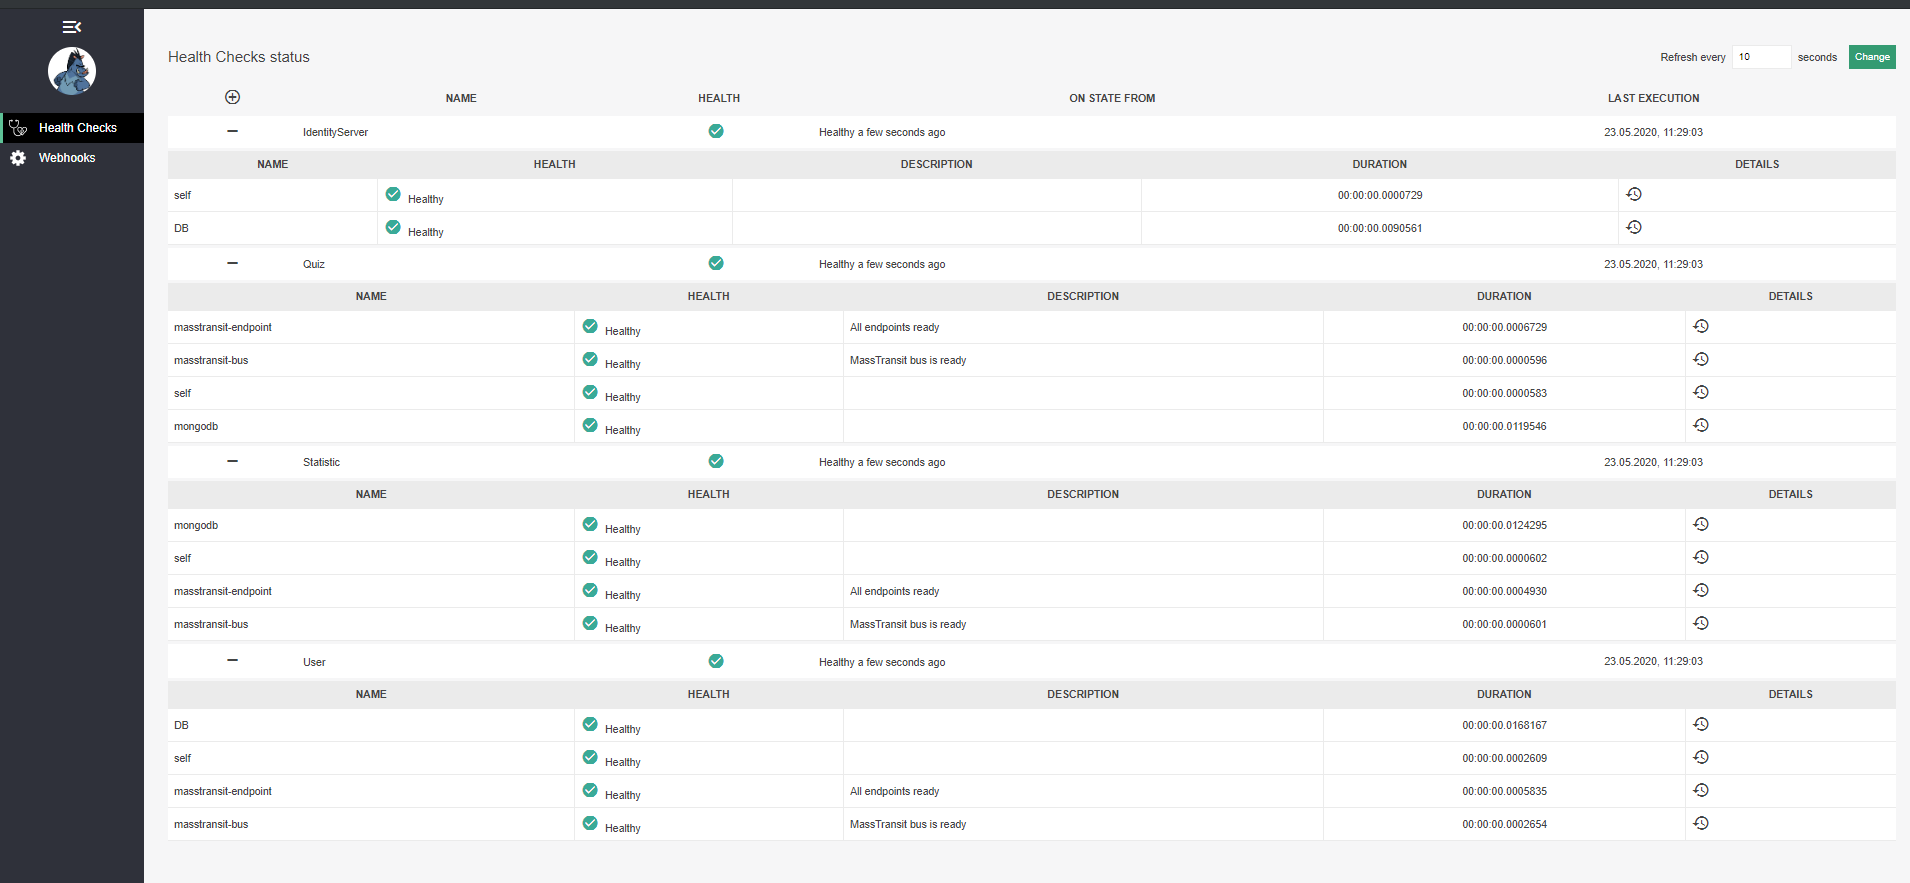 Health Checks status
Refresh every 10 seconds Change
NAME HEALTH ON STATE FROM LAST EXECUTION
Health Checks
Webhooks
IdentityServer Healthy a few seconds ago 23.05.2020, 11:29:03
NAME HEALTH DESCRIPTION DURATION DETAILS
self Healthy 00:00:00.0000729
DB Healthy 00:00:00.0090561
Quiz Healthy a few seconds ago 23.05.2020, 11:29:03
NAME HEALTH DESCRIPTION DURATION DETAILS
masstransit-endpoint Healthy All endpoints ready 00:00:00.0006729
masstransit-bus Healthy MassTransit bus is ready 00:00:00.0000596
self Healthy 00:00:00.0000583
mongodb Healthy 00:00:00.0119546
Statistic Healthy a few seconds ago 23.05.2020, 11:29:03
NAME HEALTH DESCRIPTION DURATION DETAILS
mongodb Healthy 00:00:00.0124295
self Healthy 00:00:00.0000602
masstransit-endpoint Healthy All endpoints ready 00:00:00.0004930
masstransit-bus Healthy MassTransit bus is ready 00:00:00.0000601
User Healthy a few seconds ago 23.05.2020, 11:29:03
NAME HEALTH DESCRIPTION DURATION DETAILS
DB Healthy 00:00:00.0168167
self Healthy 00:00:00.0002609
masstransit-endpoint Healthy All endpoints ready 00:00:00.0005835
masstransit-bus Healthy MassTransit bus is ready 00:00:00.0002654